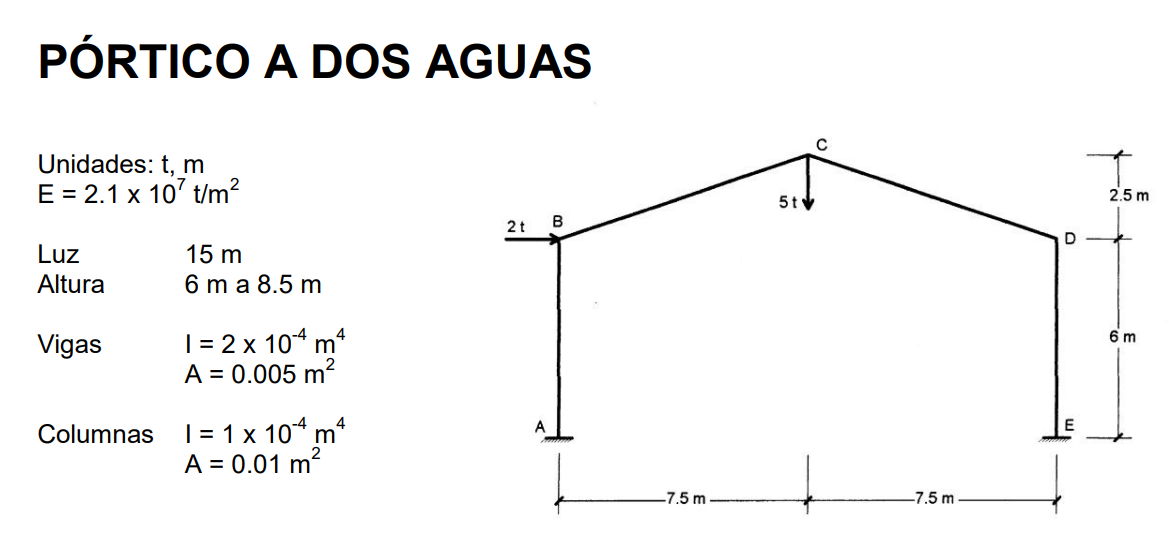 PÓRTICO A DOS AGUAS
Unidades: t, m
E = 2.1 x 10⁷ t/m²
Luz 15 m
Altura 6 m a 8.5 m
Vigas I = 2 x 10⁻⁴ m⁴
A = 0.005 m²
Columnas I = 1 x 10⁻⁴ m⁴
A = 0.01 m²
C
2.5 m
5 t
2 t B
D
6 m
A
E
7.5 m
7.5 m